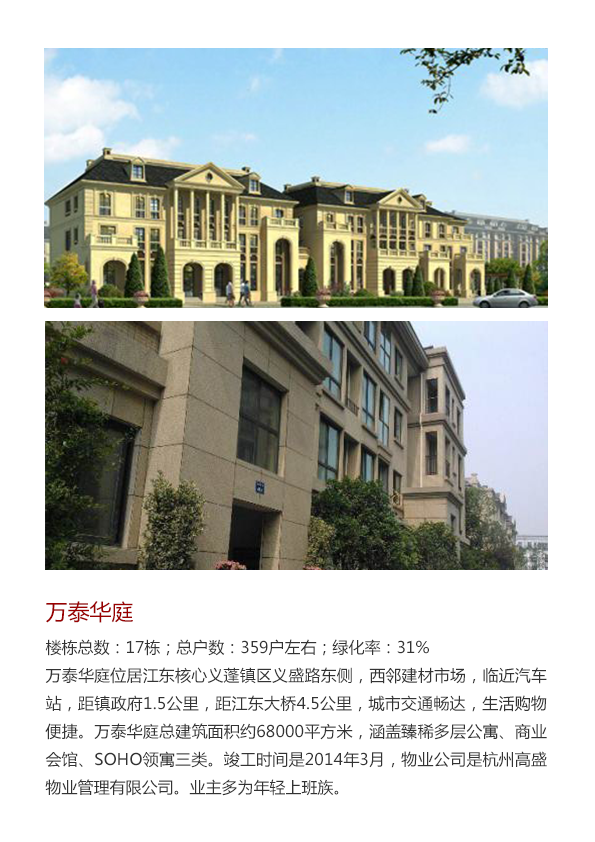 万泰华庭
楼栋总数：17栋；总户数：359户左右；绿化率：31%
万泰华庭位居江东核心义蓬镇区义盛路东侧，西邻建材市场，临近汽车
站，距镇政府1.5公里，距江东大桥4.5公里，城市交通畅达，生活购物
便捷。万泰华庭总建筑面积约68000平方米，涵盖臻稀多层公寓、商业
会馆、SOHO领寓三类。竣工时间是2014年3月，物业公司是杭州高盛
物业管理有限公司。业主多为年轻上班族。